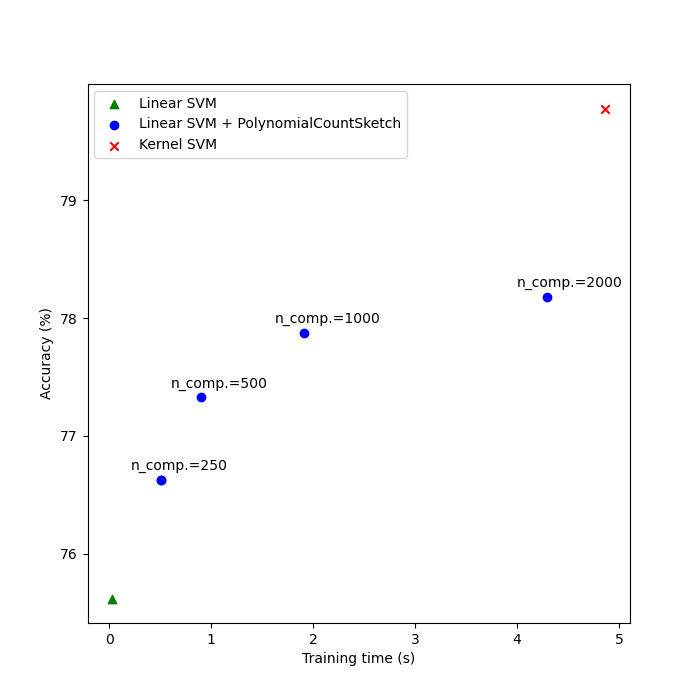 Linear SVM
Linear SVM + PolynomialCountSketch
Kernel SVM
79
78
77
76
Accuracy (%)
n_comp.=2000
n_comp.=1000
n_comp.=500
n_comp.=250
0 1 2 3 4 5
Training time (s)